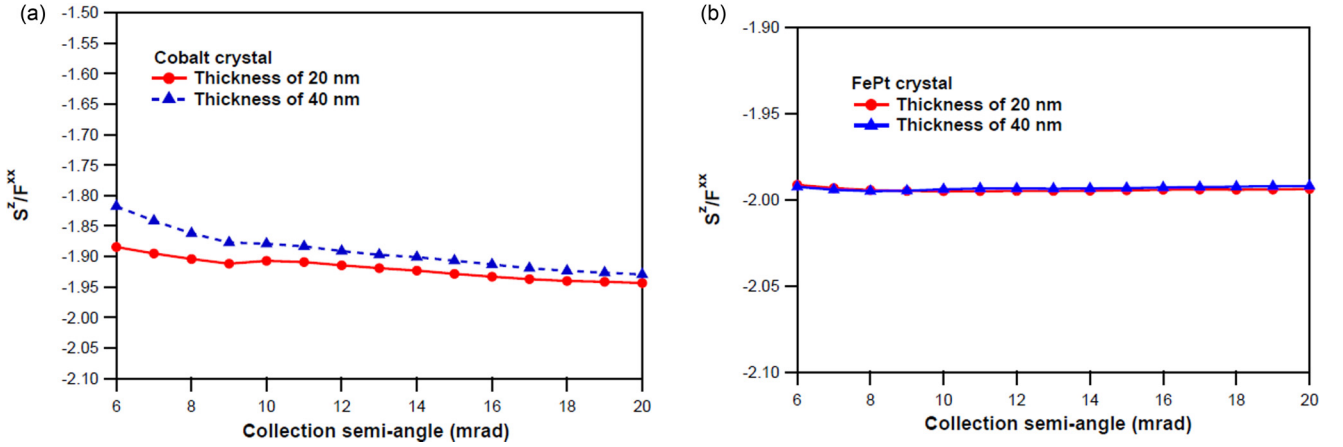 (a)
-1.50
-1.55
-1.60
-1.65
-1.70
-1.75
-1.80
-1.85
-1.90
-1.95
-2.00
-2.05
-2.10
S^z/F^xx
Cobalt crystal
Thickness of 20 nm
Thickness of 40 nm
6 8 10 12 14 16 18 20
Collection semi-angle (mrad)
(b)
-1.90
-1.95
-2.00
-2.05
-2.10
S^z/F^xx
FePt crystal
Thickness of 20 nm
Thickness of 40 nm
6 8 10 12 14 16 18 20
Collection semi-angle (mrad)